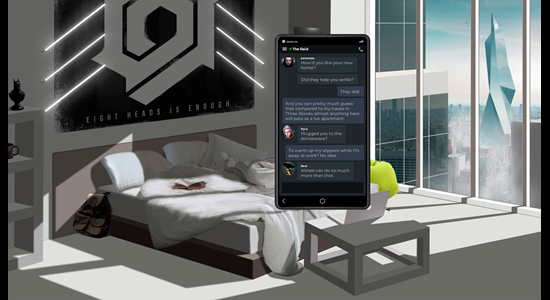 EIGHT HEADS IS ENOUGH
The Raid
How'd you like your new
home?
Did they help you settle?
They did!
And you can pretty much guess
that compared to my house in
Three Stones almost anything here
will pass as a lux apartment.
Plugged you to the
Almeewave?
To warm up my slippers while I'm
away at work? No idea.
Red
Almee can do so much
more than that.